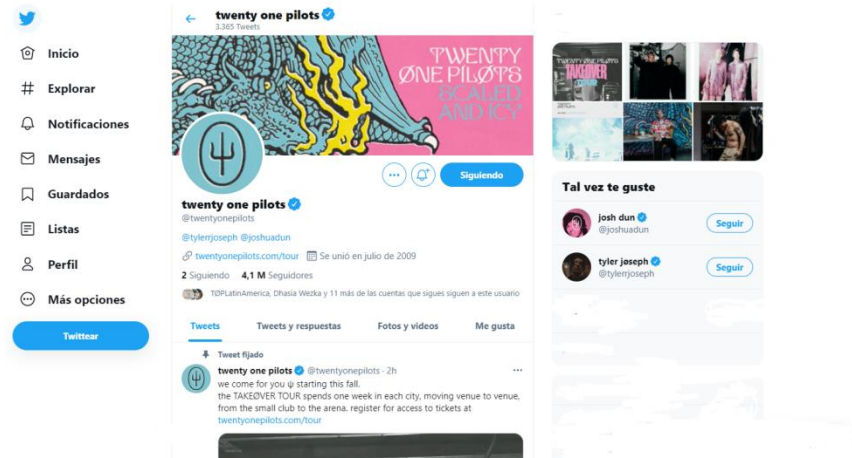 Inicio
Explorar
Notificaciones
Mensajes
Guardados
Listas
Perfil
Más opciones
Twittear
twenty one pilots
3.365 Tweets
TWENTY
ØNE PILØTS
SCALED
AND ICY
Siguiendo
twenty one pilots
@twentyonepilots
@tylerrjoseph @joshuadun
twentyonepilots.com/tour Se unió en julio de 2009
2 Siguiendo 4,1 M Seguidores
TØPLatinAmerica, Dhasia Wezka y 11 más de las cuentas que sigues siguen a este usuario
Tweets Tweets y respuestas Fotos y videos Me gusta
Tweet fijado
twenty one pilots @twentyonepilots · 2h
we come for you ψ starting this fall.
the TAKEØVER TOUR spends one week in each city, moving venue to venue,
from the small club to the arena. register for access to tickets at
twentyonepilots.com/tour
TWENTY ØNE PILØTS
TAKEØVER
TOUR
Tal vez te guste
josh dun
@joshuadun
Seguir
tyler jøseph
@tylerrjoseph
Seguir